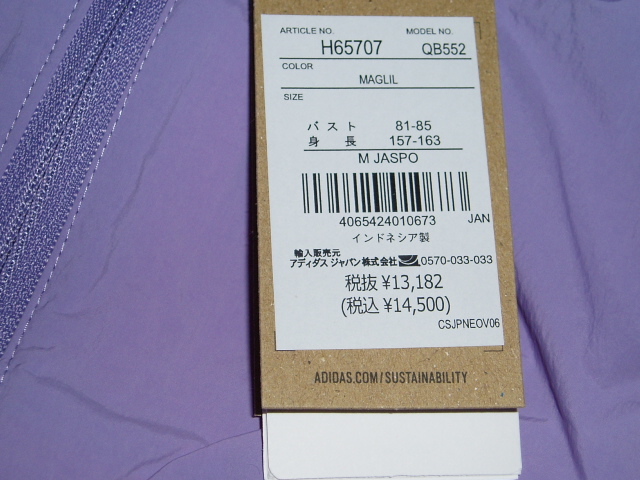 ARTICLE NO. MODEL NO.
H65707 QB552
COLOR
MAGLIL
SIZE
バスト 81-85
身長 157-163
M JASPO
4065424010673 JAN
インドネシア製
輸入販売元
アディダス ジャパン株式会社 0570-033-033
税抜 ¥13,182
(税込 ¥14,500)
CSJPNEOV06
ADIDAS.COM/SUSTAINABILITY